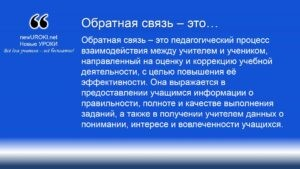 Обратная связь – это…
newUROKI.net
Новые УРОКИ
Всё для учителя – всё бесплатно!
Обратная связь – это педагогический процесс
взаимодействия между учителем и учеником,
направленный на оценку и коррекцию учебной
деятельности, с целью повышения её
эффективности. Она выражается в
предоставлении учащимся информации о
правильности, полноте и качестве выполнения
заданий, а также в получении учителем данных о
понимании, интересе и вовлеченности учащихся.